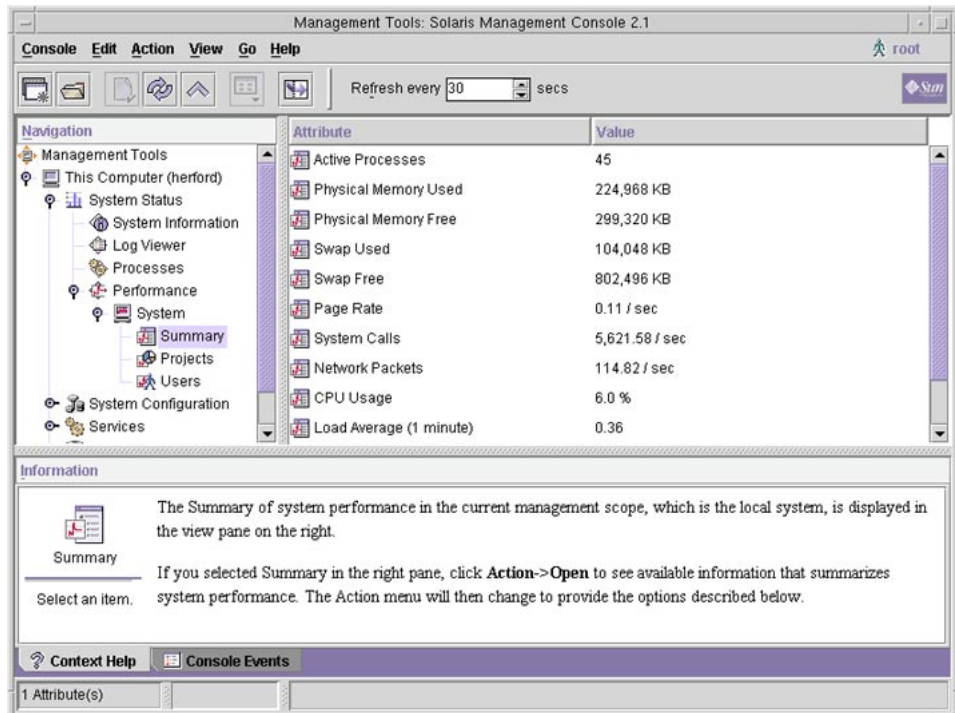 Management Tools: Solaris Management Console 2.1
Console Edit Action View Go Help
root
Refresh every 30 secs
Sun
Navigation
Management Tools
This Computer (herford)
System Status
System Information
Log Viewer
Processes
Performance
System
Summary
Projects
Users
System Configuration
Services
Attribute Value
Active Processes 45
Physical Memory Used 224,968 KB
Physical Memory Free 299,320 KB
Swap Used 104,048 KB
Swap Free 802,496 KB
Page Rate 0.11 / sec
System Calls 5,621.58 / sec
Network Packets 114.82 / sec
CPU Usage 6.0 %
Load Average (1 minute) 0.36
Information
Summary
Select an item.
The Summary of system performance in the current management scope, which is the local system, is displayed in
the view pane on the right.
If you selected Summary in the right pane, click Action->Open to see available information that summarizes
system performance. The Action menu will then change to provide the options described below.
Context Help Console Events
1 Attribute(s)